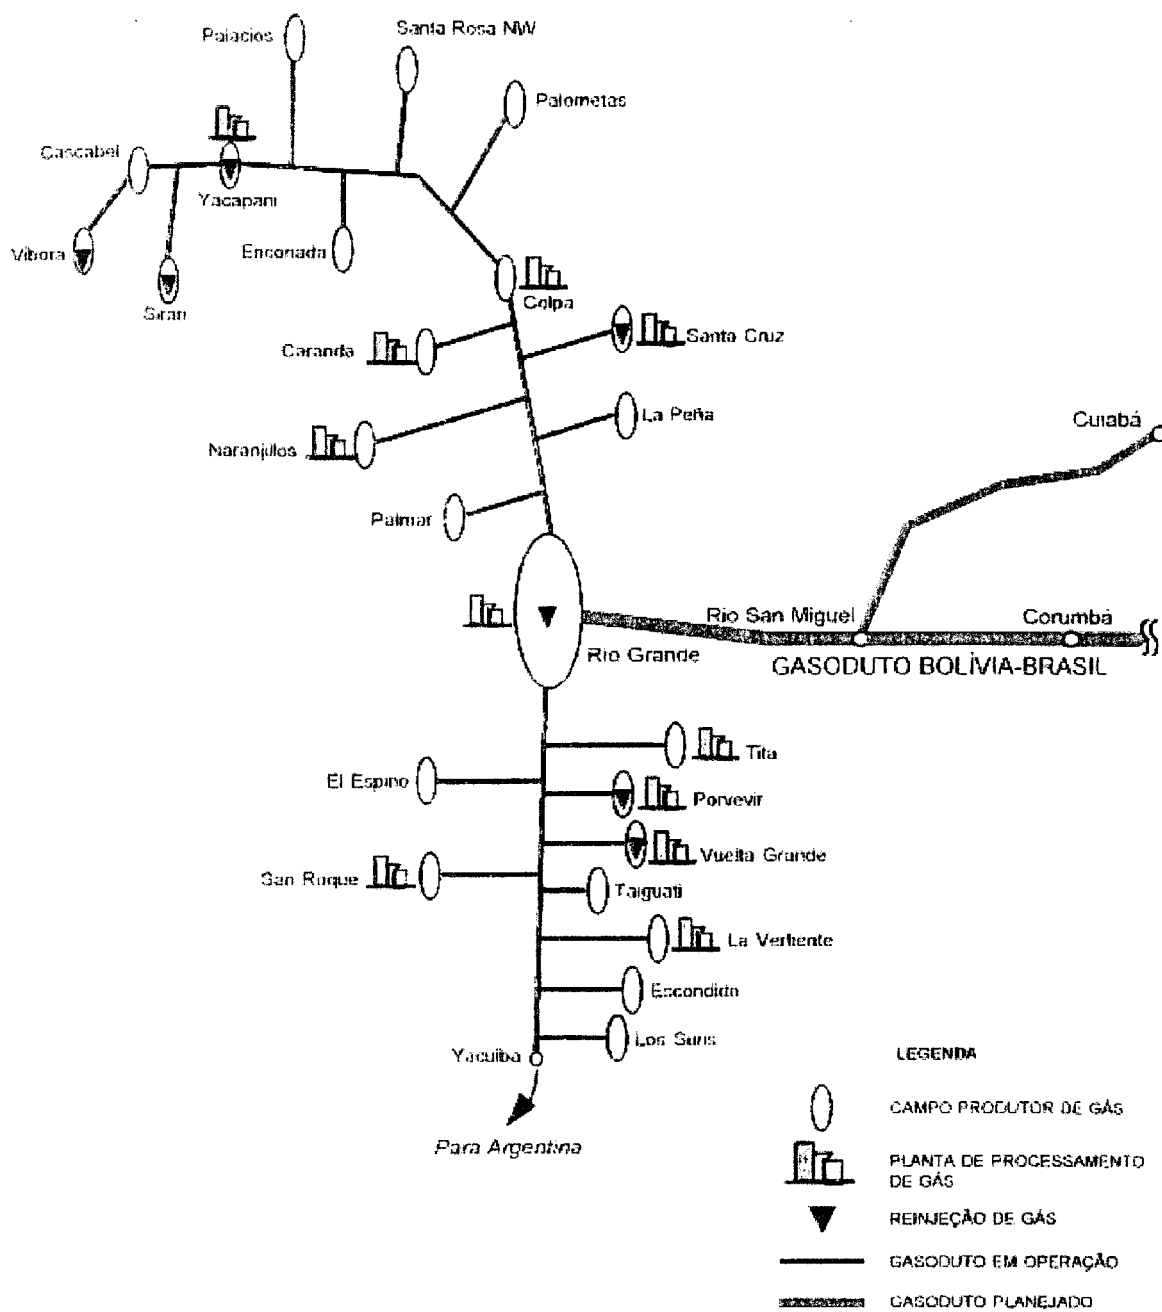 Palacios
Santa Rosa NW
Palometas
Cascabel
Yacapani
Vibora
Enconada
Siran
Colpa
Caranda
Santa Cruz
La Peña
Naranjillos
Cuiabá
Palmar
Rio San Miguel
Corumbá
Rio Grande
GASODUTO BOLÍVIA-BRASIL
Tita
El Espino
Porvevir
Vuelta Grande
San Roque
Taiguati
La Vertiente
Escondido
Los Suris
Yacuiba
Para Argentina
LEGENDA
CAMPO PRODUTOR DE GÁS
PLANTA DE PROCESSAMENTO
DE GÁS
REINJEÇÃO DE GÁS
GASODUTO EM OPERAÇÃO
GASODUTO PLANEJADO